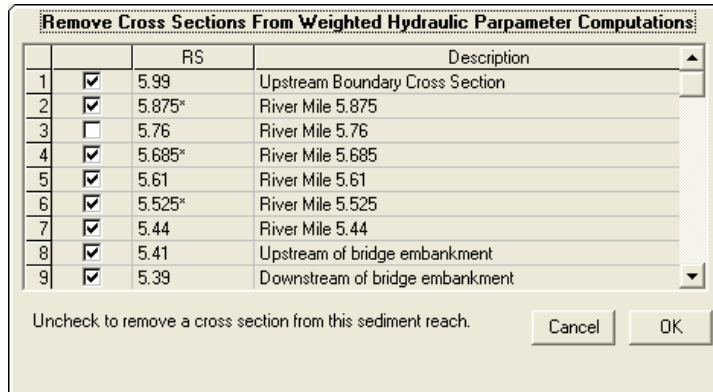 Remove Cross Sections From Weighted Hydraulic Parpameter Computations
RS Description
1 5.99 Upstream Boundary Cross Section
2 5.875* River Mile 5.875
3 5.76 River Mile 5.76
4 5.685* River Mile 5.685
5 5.61 River Mile 5.61
6 5.525* River Mile 5.525
7 5.44 River Mile 5.44
8 5.41 Upstream of bridge embankment
9 5.39 Downstream of bridge embankment
Uncheck to remove a cross section from this sediment reach. Cancel OK